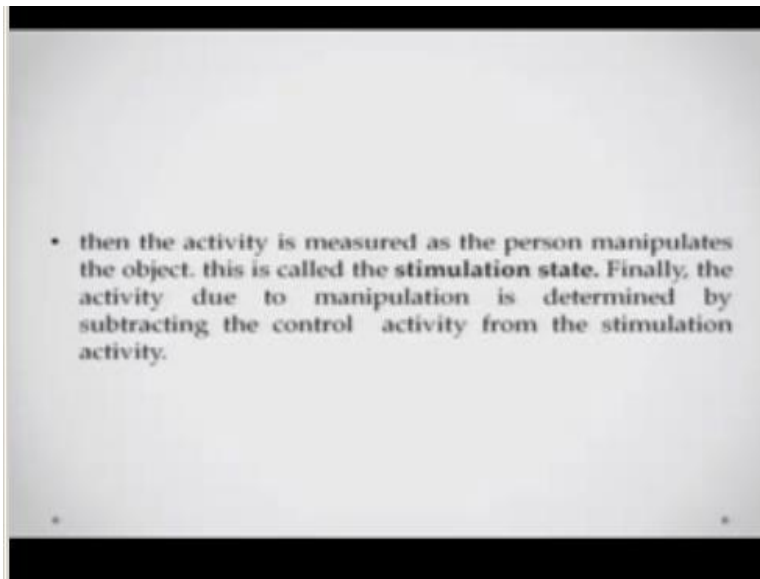 • then the activity is measured as the person manipulates
the object. this is called the stimulation state. Finally, the
activity due to manipulation is determined by
subtracting the control activity from the stimulation
activity.